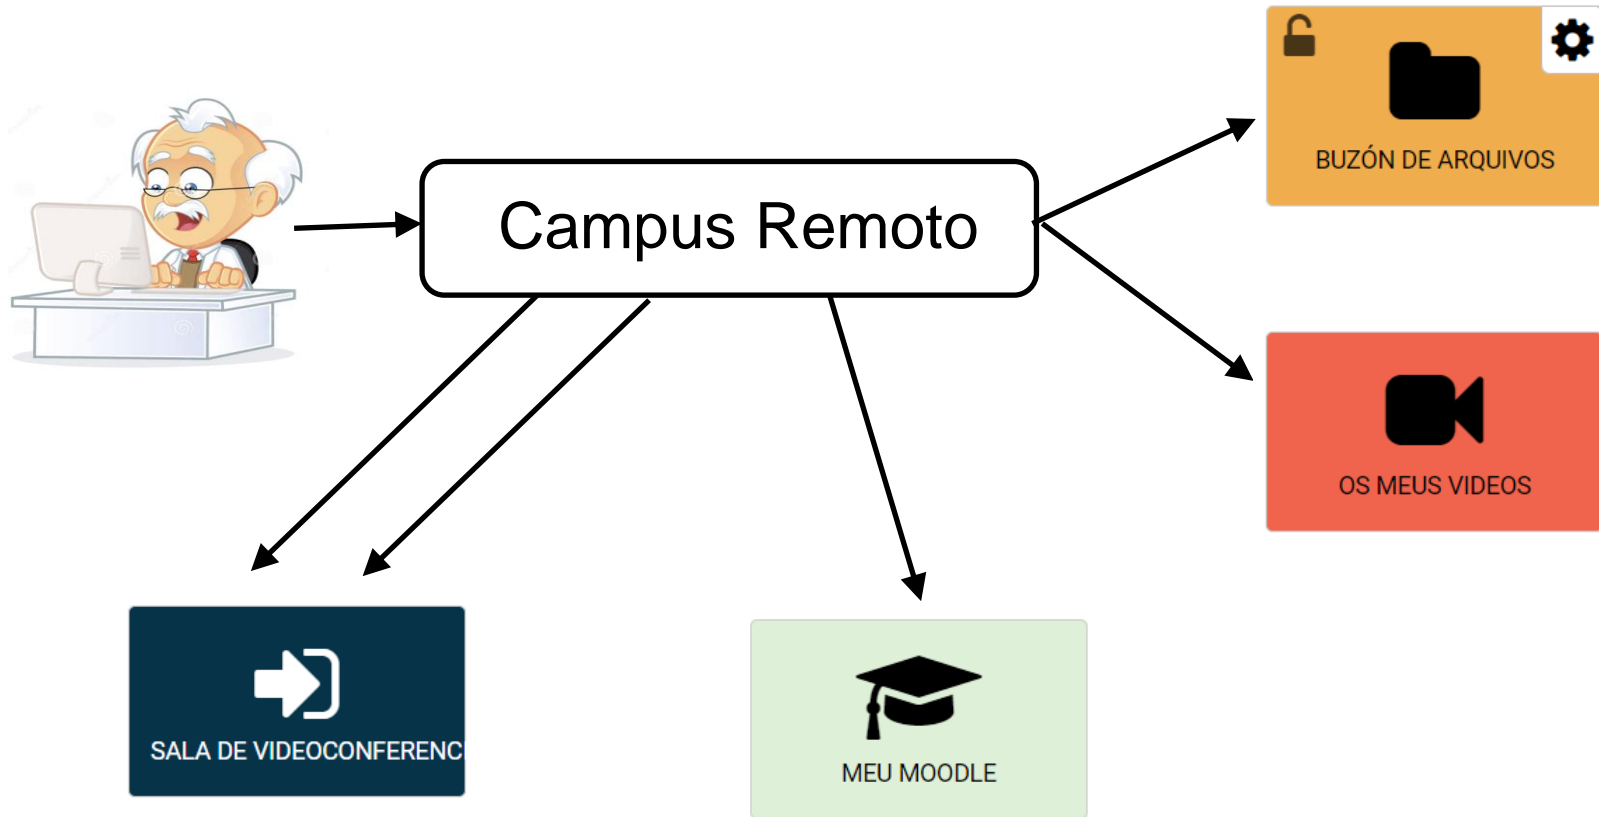 BUZÓN DE ARQUIVOS
Campus Remoto
OS MEUS VIDEOS
SALA DE VIDEOCONFERENC
MEU MOODLE